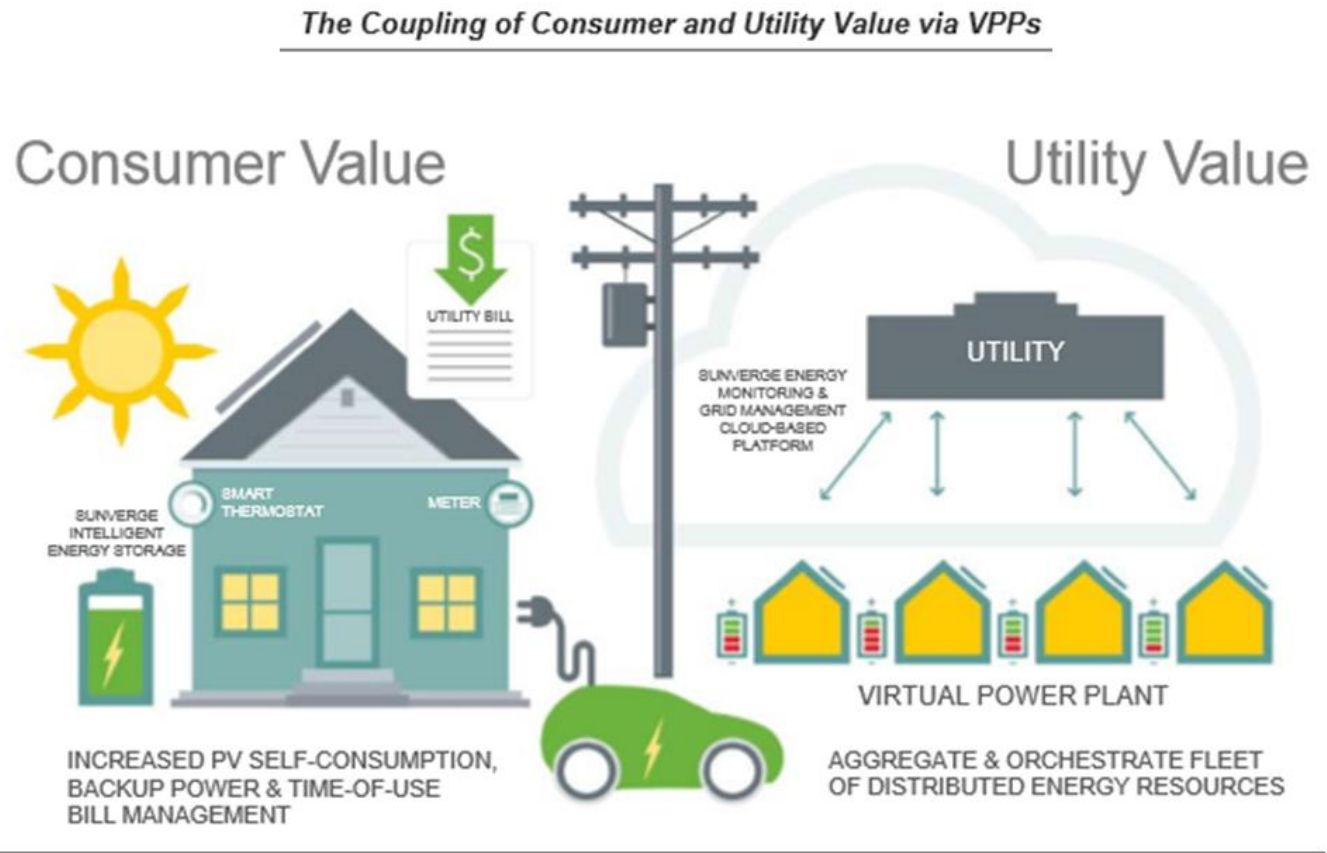 The Coupling of Consumer and Utility Value via VPPs
Consumer Value
Utility Value
$
UTILITY BILL
UTILITY
SUNVERGE ENERGY
MONITORING &
GRID MANAGEMENT
CLOUD-BASED
PLATFORM
SMART
THERMOSTAT
METER
SUNVERGE
INTELLIGENT
ENERGY STORAGE
VIRTUAL POWER PLANT
INCREASED PV SELF-CONSUMPTION,
BACKUP POWER & TIME-OF-USE
BILL MANAGEMENT
AGGREGATE & ORCHESTRATE FLEET
OF DISTRIBUTED ENERGY RESOURCES